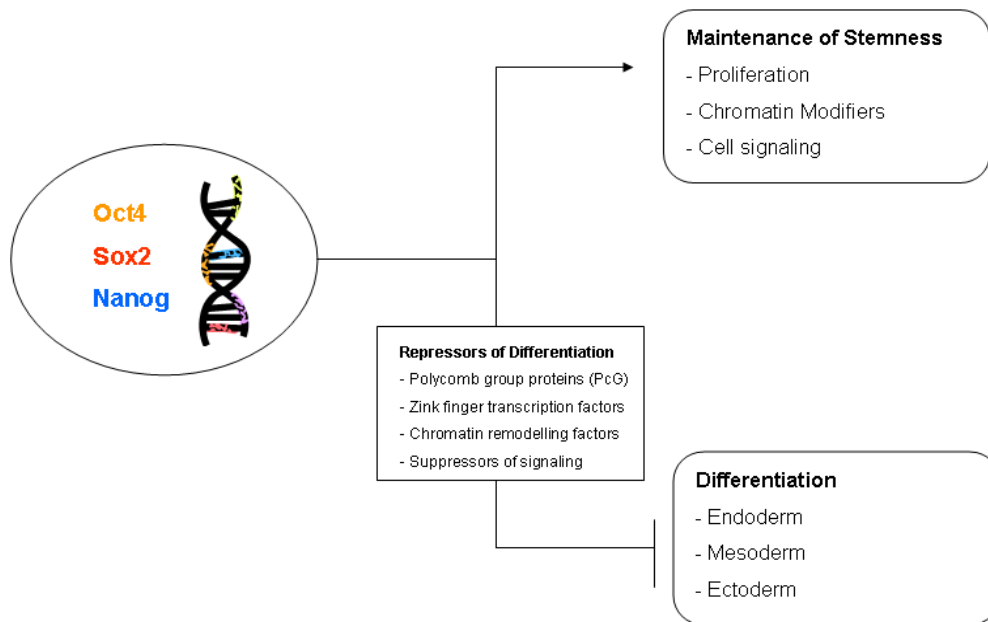 Oct4
Sox2
Nanog
Maintenance of Stemness
- Proliferation
- Chromatin Modifiers
- Cell signaling
Repressors of Differentiation
- Polycomb group proteins (PcG)
- Zink finger transcription factors
- Chromatin remodelling factors
- Suppressors of signaling
Differentiation
- Endoderm
- Mesoderm
- Ectoderm